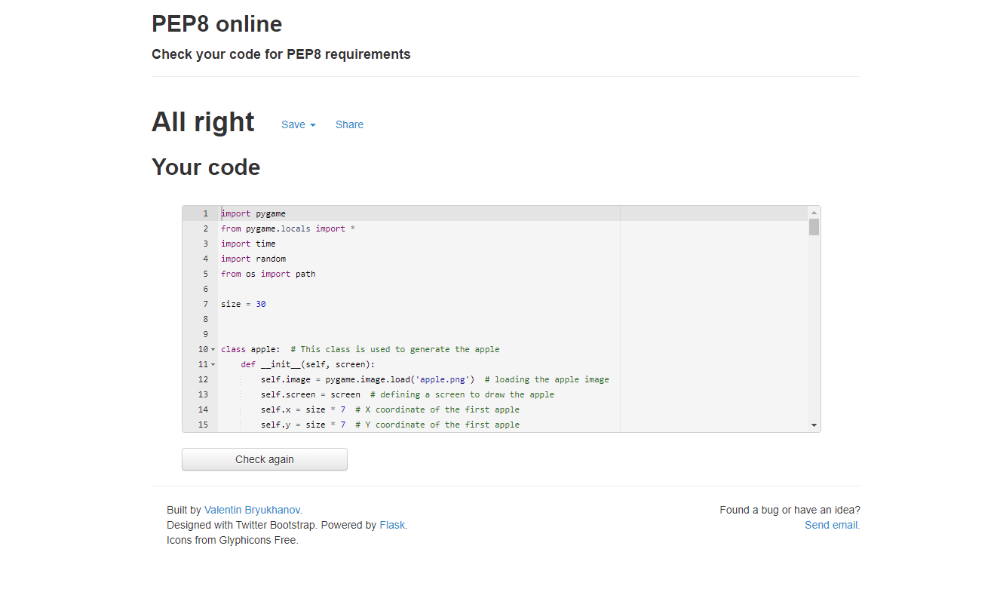 PEP8 online
Check your code for PEP8 requirements
All right Save Share
Your code
1 import pygame
2 from pygame.locals import *
3 import time
4 import random
5 from os import path
6
7 size = 30
8
9
10 class apple:  # This class is used to generate the apple
11     def __init__(self, screen):
12         self.image = pygame.image.load('apple.png')  # loading the apple image
13         self.screen = screen  # defining a screen to draw the apple
14         self.x = size * 7  # X coordinate of the first apple
15         self.y = size * 7  # Y coordinate of the first apple
Check again
Built by Valentin Bryukhanov.
Designed with Twitter Bootstrap. Powered by Flask.
Icons from Glyphicons Free.
Found a bug or have an idea?
Send email.